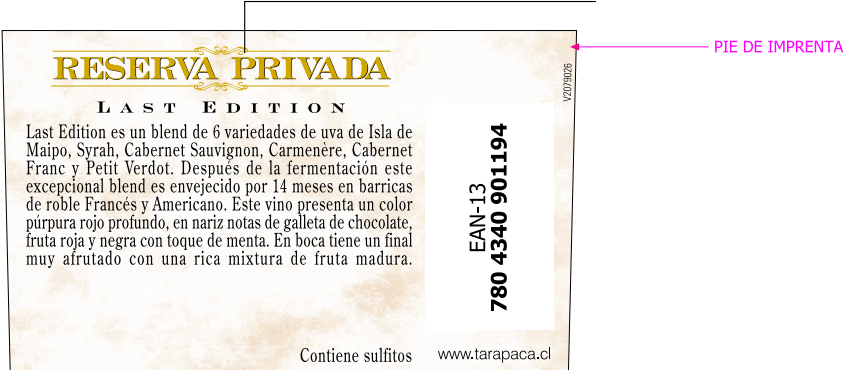 PIE DE IMPRENTA
RESERVA PRIVADA
LAST EDITION
Last Edition es un blend de 6 variedades de uva de Isla de
Maipo, Syrah, Cabernet Sauvignon, Carmenère, Cabernet
Franc y Petit Verdot. Después de la fermentación este
excepcional blend es envejecido por 14 meses en barricas
de roble Francés y Americano. Este vino presenta un color
púrpura rojo profundo, en nariz notas de galleta de chocolate,
fruta roja y negra con toque de menta. En boca tiene un final
muy afrutado con una rica mixtura de fruta madura.
Contiene sulfitos
V2079026
EAN-13
780 4340 901194
www.tarapaca.cl